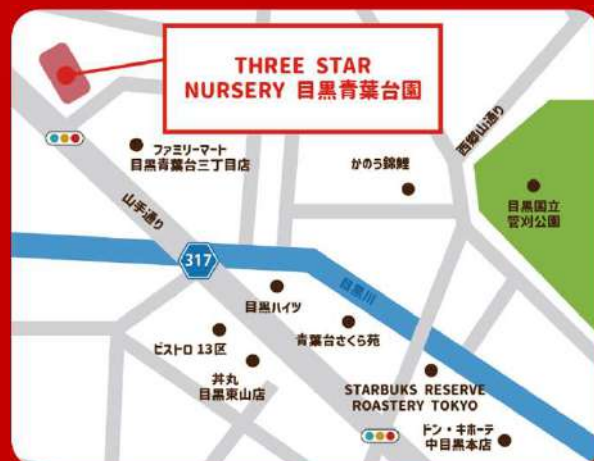 THREE STAR
NURSERY 目黒青葉台園
ファミリーマート
目黒青葉台三丁目店
西郷山通り
かのう錦鯉
目黒国立
管刈公園
山手通り
317
目黒川
目黒ハイツ
青葉台さくら苑
ビストロ 13区
丼丸
目黒東山店
STARBUKS RESERVE
ROASTERY TOKYO
ドン・キホーテ
中目黒本店